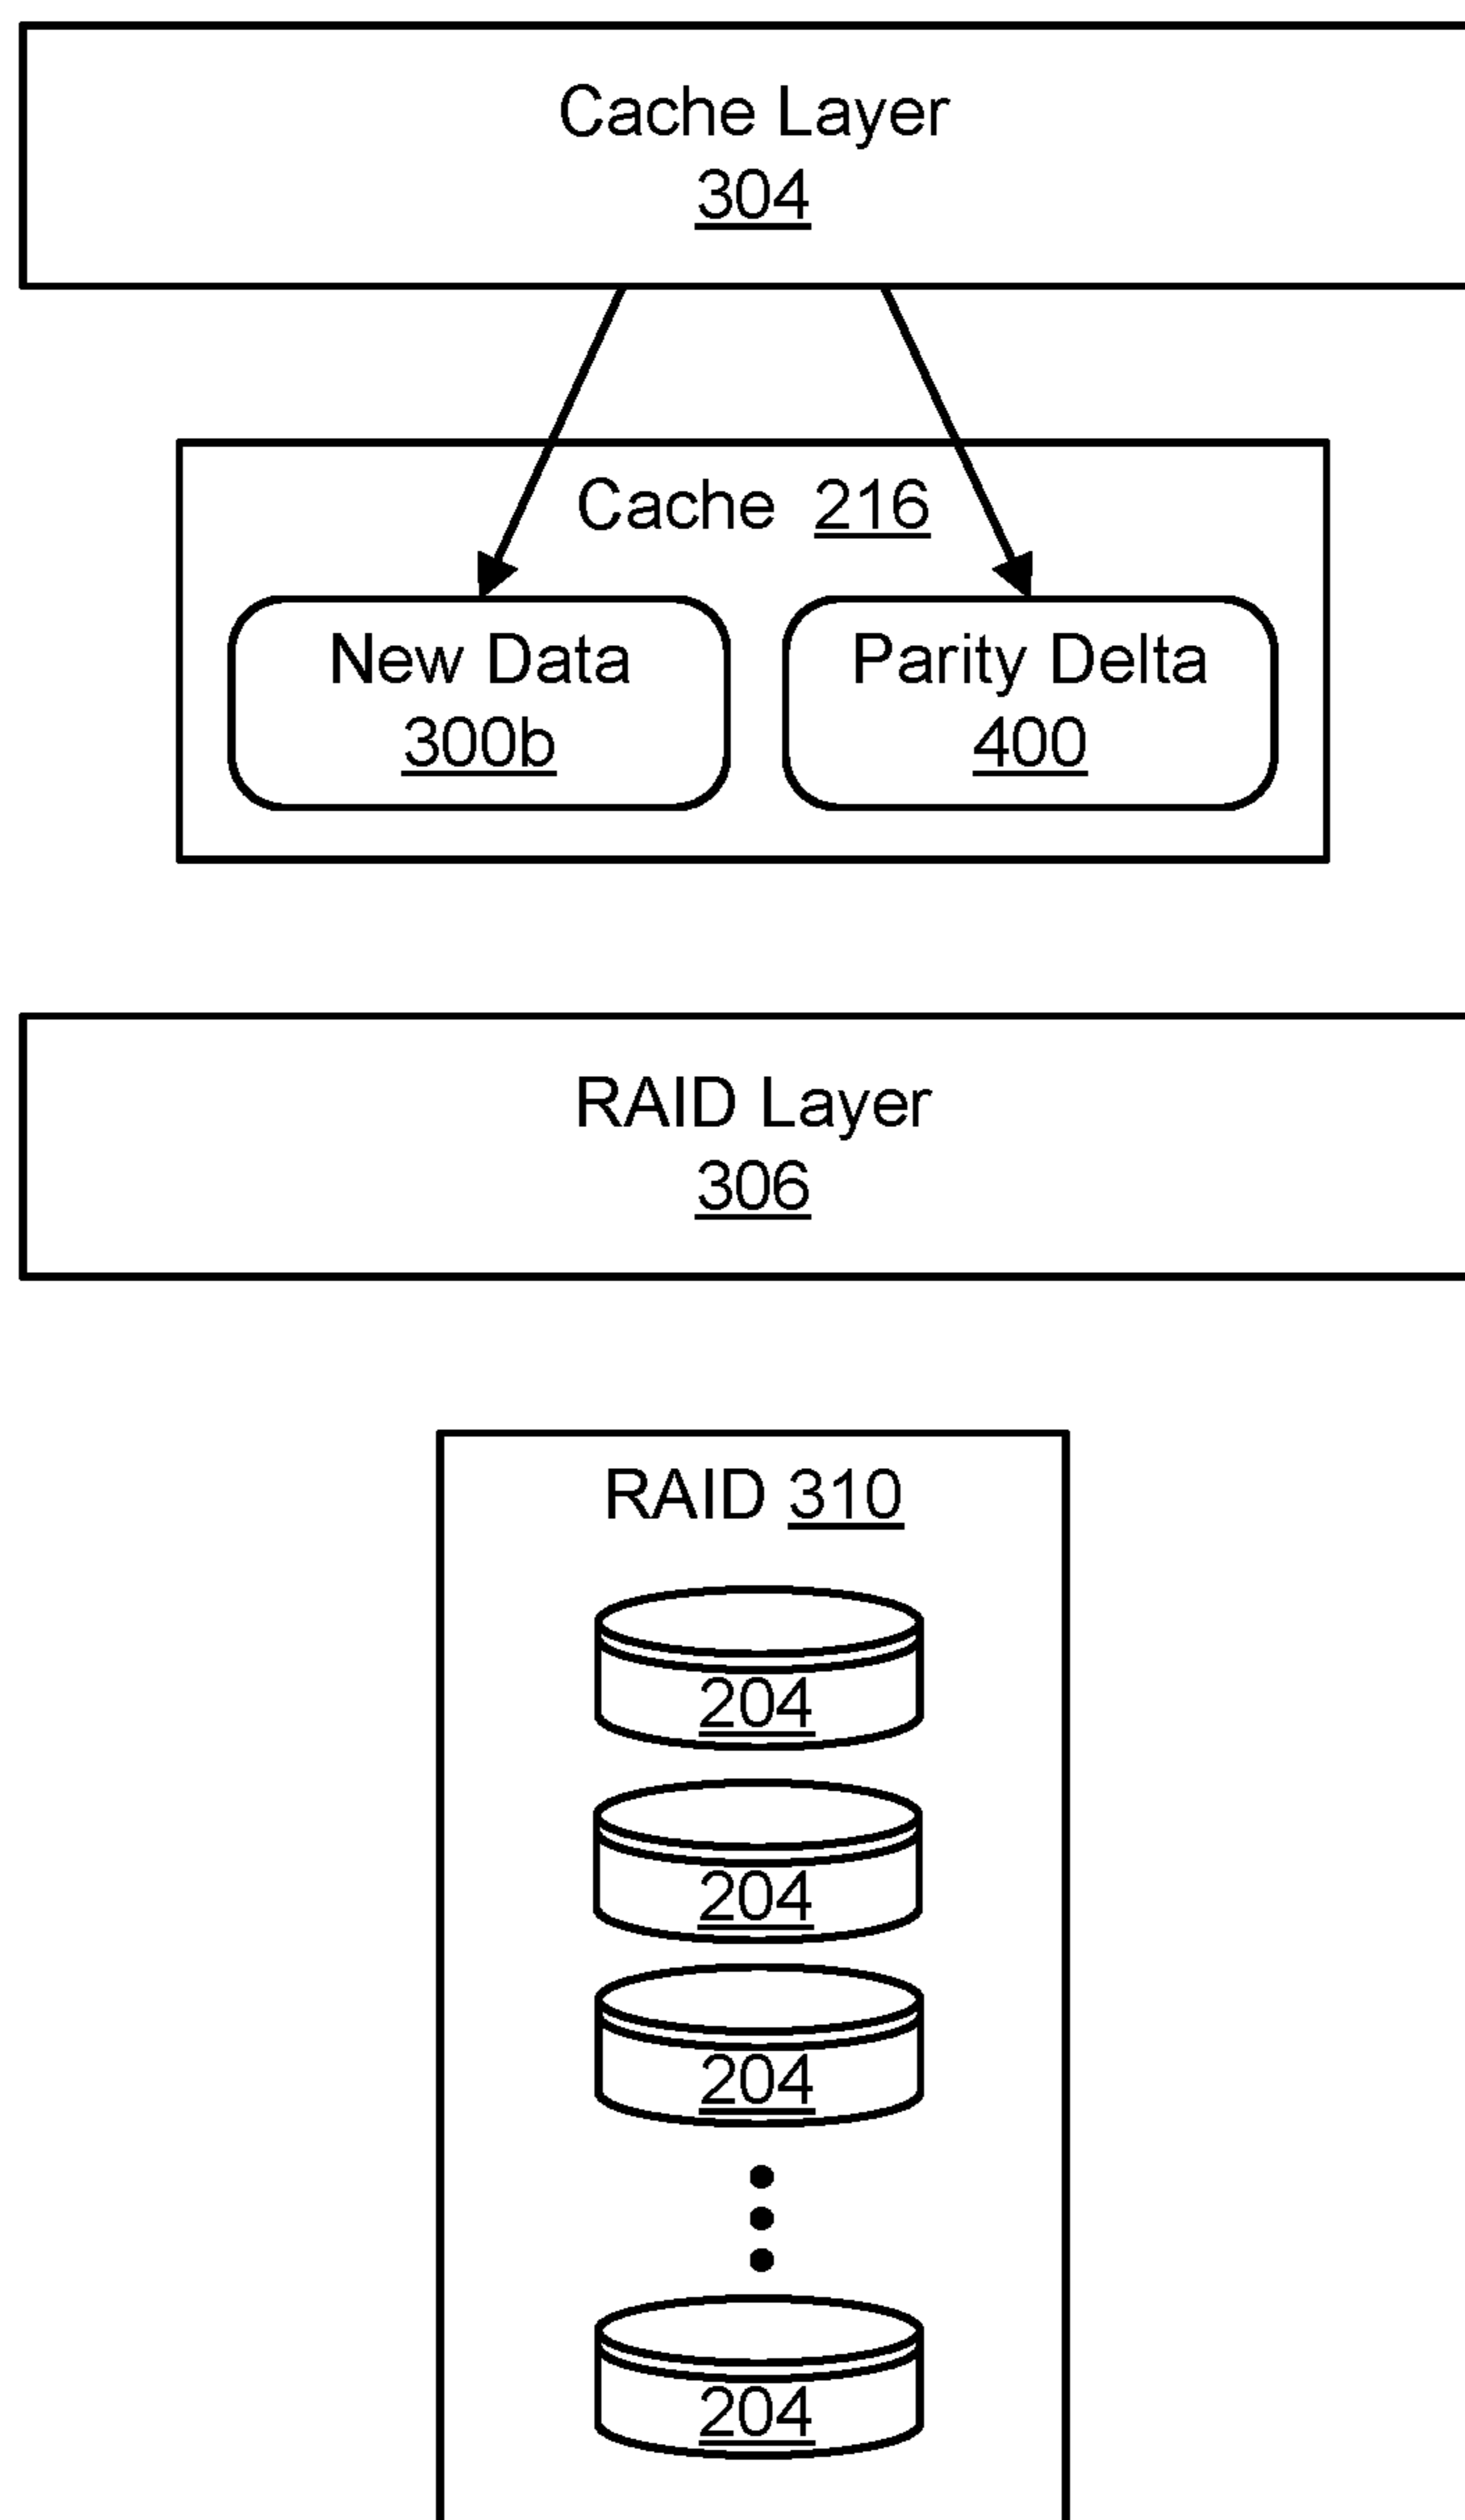 Cache Layer
304
Cache 216
New Data
300b
Parity Delta
400
RAID Layer
306
RAID 310
204
204
204
204